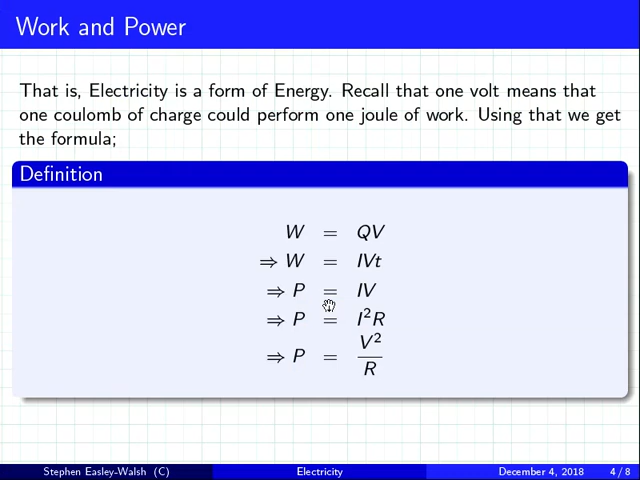 Work and Power
That is, Electricity is a form of Energy. Recall that one volt means that
one coulomb of charge could perform one joule of work. Using that we get
the formula;
Definition
W = QV
⇒ W = IVt
⇒ P = IV
⇒ P = I²R
⇒ P = V²/R
Stephen Easley-Walsh (C) Electricity December 4, 2018 4 / 8